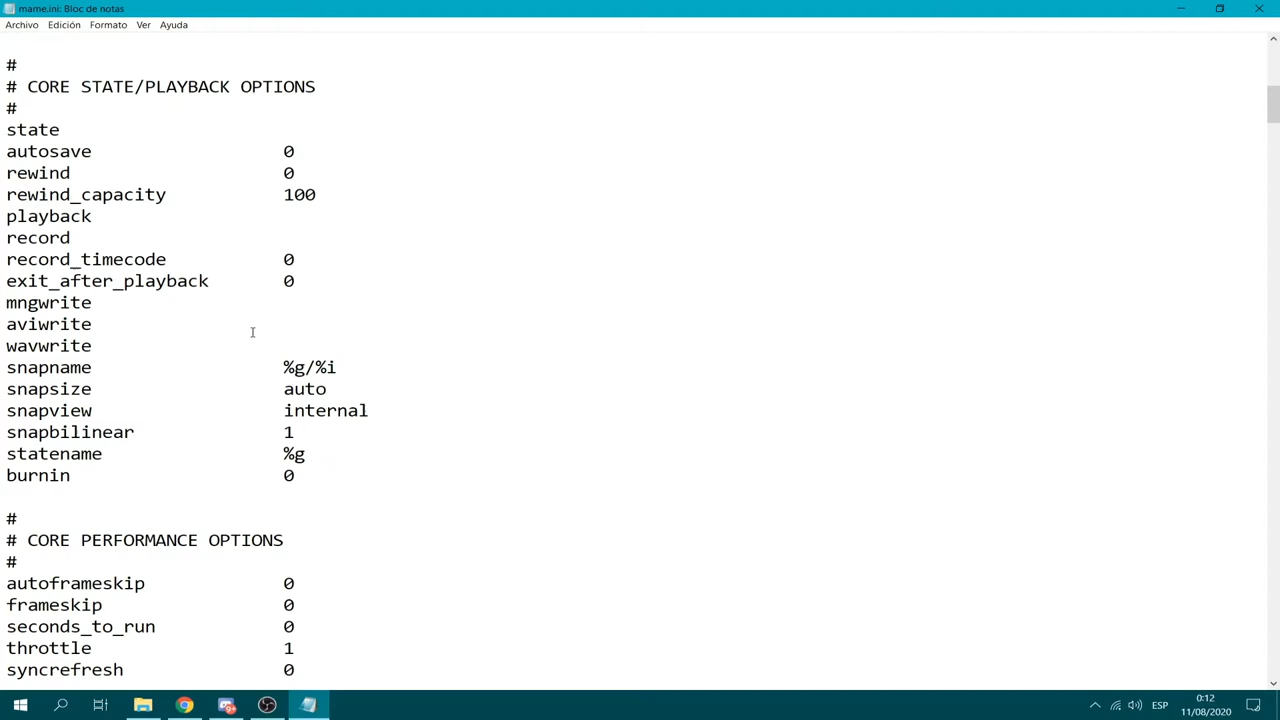 mame.ini: Bloc de notas
Archivo Edición Formato Ver Ayuda
#
# CORE STATE/PLAYBACK OPTIONS
#
state
autosave 0
rewind 0
rewind_capacity 100
playback
record
record_timecode 0
exit_after_playback 0
mngwrite
aviwrite
wavwrite
snapname %g/%i
snapsize auto
snapview internal
snapbilinear 1
statename %g
burnin 0
#
# CORE PERFORMANCE OPTIONS
#
autoframeskip 0
frameskip 0
seconds_to_run 0
throttle 1
syncrefresh 0
ESP
0:12
11/08/2020